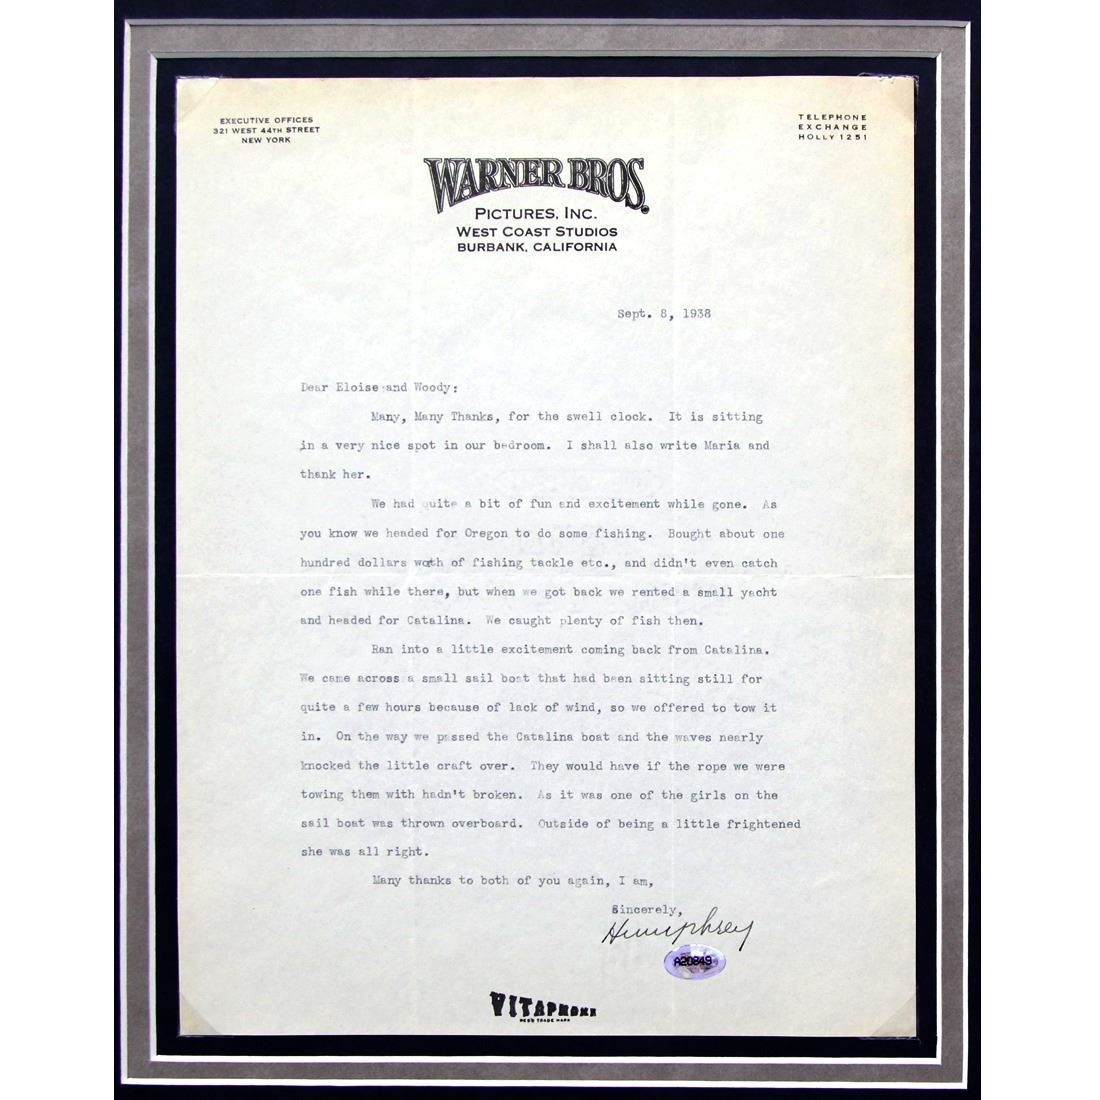 EXECUTIVE OFFICES
321 WEST 44TH STREET
NEW YORK
TELEPHONE
EXCHANGE
HOLLY 1251
WARNER BROS.
PICTURES, INC.
WEST COAST STUDIOS
BURBANK, CALIFORNIA
Sept. 8, 1938
Dear Eloise and Woody:
Many, Many Thanks, for the swell clock. It is sitting
in a very nice spot in our bedroom. I shall also write Maria and
thank her.
We had quite a bit of fun and excitement while gone. As
you know we headed for Oregon to do some fishing. Bought about one
hundred dollars woth of fishing tackle etc., and didn't even catch
one fish while there, but when we got back we rented a small yacht
and headed for Catalina. We caught plenty of fish then.
Ran into a little excitement coming back from Catalina.
We came across a small sail boat that had been sitting still for
quite a few hours because of lack of wind, so we offered to tow it
in. On the way we passed the Catalina boat and the waves nearly
knocked the little craft over. They would have if the rope we were
towing them with hadn't broken. As it was one of the girls on the
sail boat was thrown overboard. Outside of being a little frightened
she was all right.
Many thanks to both of you again, I am,
Sincerely,
Humphrey
A20849
VITAPHONE
REG'D TRADE MARK